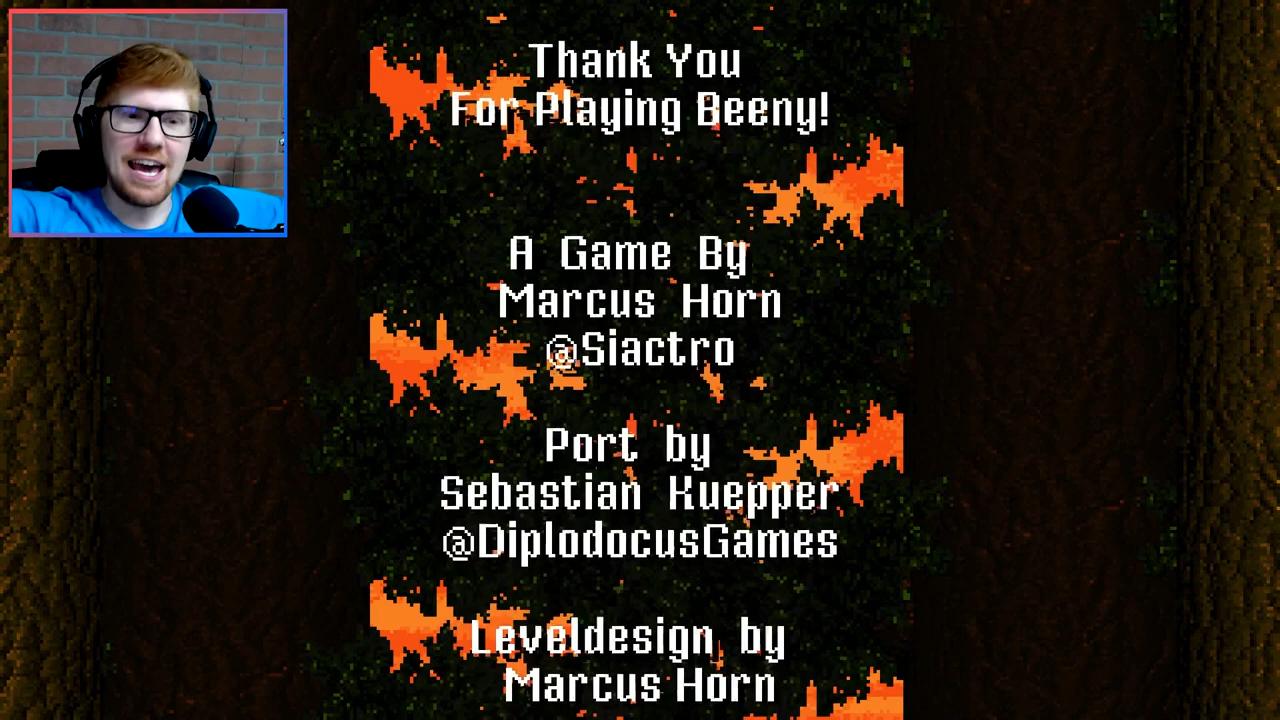 Thank You
For Playing Beeny!
A Game By
Marcus Horn
@Siactro
Port by
Sebastian Kuepper
@DiplodocusGames
Leveldesign by
Marcus Horn